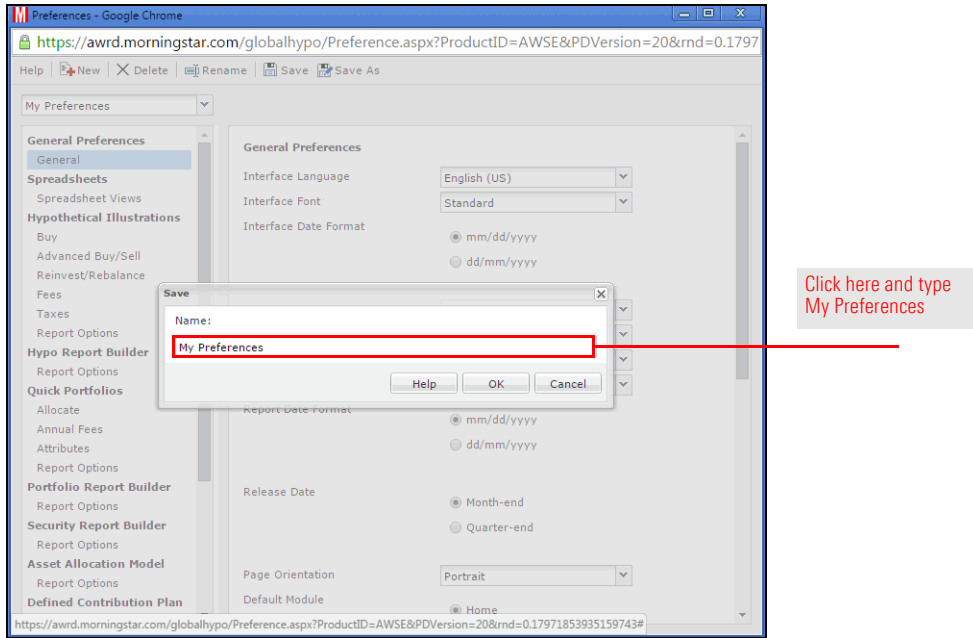 Preferences - Google Chrome
https://awrd.morningstar.com/globalhypo/Preference.aspx?ProductID=AWSE&PDVersion=20&rnd=0.1797
Help New Delete Rename Save Save As
My Preferences
General Preferences
General
Spreadsheets
Spreadsheet Views
Hypothetical Illustrations
Buy
Advanced Buy/Sell
Reinvest/Rebalance
Fees
Taxes
Report Options
Hypo Report Builder
Report Options
Quick Portfolios
Allocate
Annual Fees
Attributes
Report Options
Portfolio Report Builder
Report Options
Security Report Builder
Report Options
Asset Allocation Model
Report Options
Defined Contribution Plan
General Preferences
Interface Language English (US)
Interface Font Standard
Interface Date Format
mm/dd/yyyy
dd/mm/yyyy
Save
Name:
My Preferences
Help OK Cancel
Report Date Format
mm/dd/yyyy
dd/mm/yyyy
Release Date
Month-end
Quarter-end
Page Orientation Portrait
Default Module
Home
https://awrd.morningstar.com/globalhypo/Preference.aspx?ProductID=AWSE&PDVersion=20&rnd=0.17971853935159743#
Click here and type
My Preferences